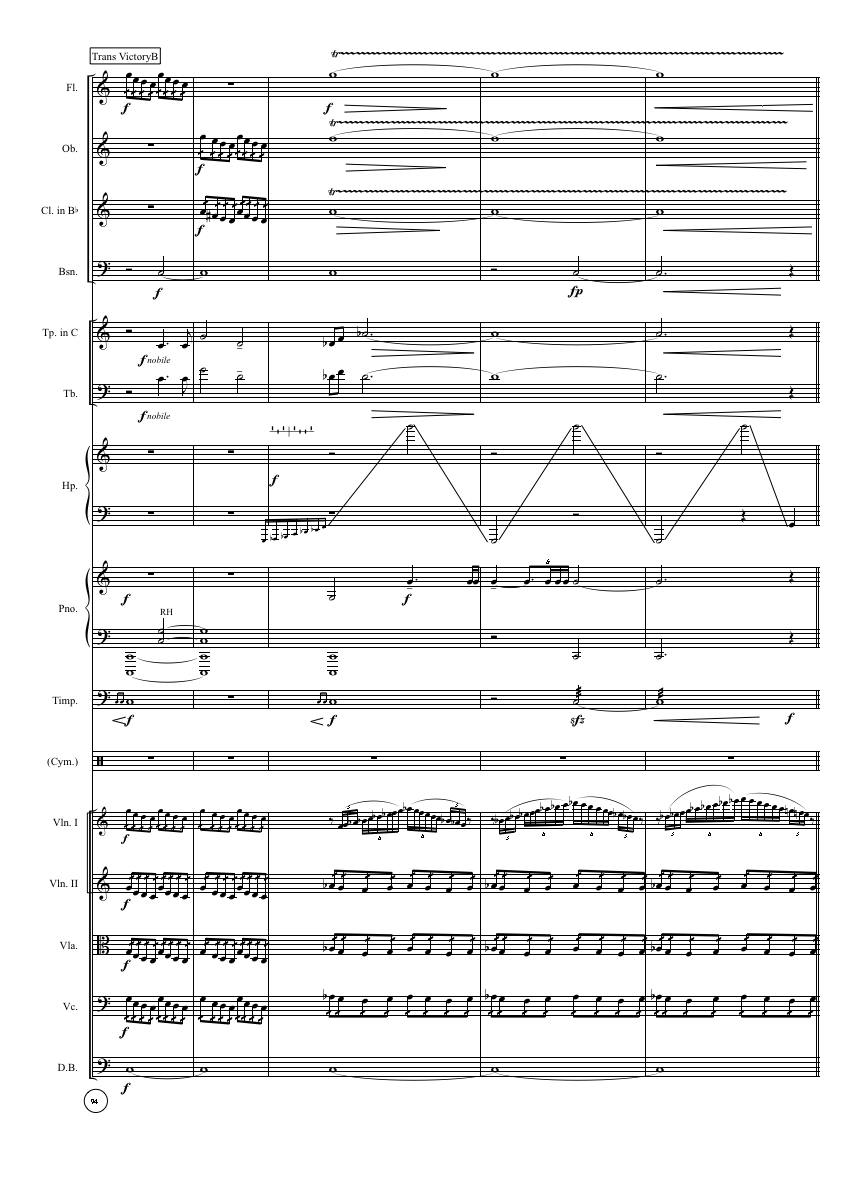 Trans VictoryB
Fl.
f
f
Ob.
f
Cl. in B♭
f
Bsn.
f
fp
Tp. in C
f nobile
Tb.
f nobile
Hp.
f
Pno.
f
f
RH
Timp.
f
f
sfz
f
(Cym.)
Vln. I
f
Vln. II
f
Vla.
f
Vc.
f
D.B.
f
94